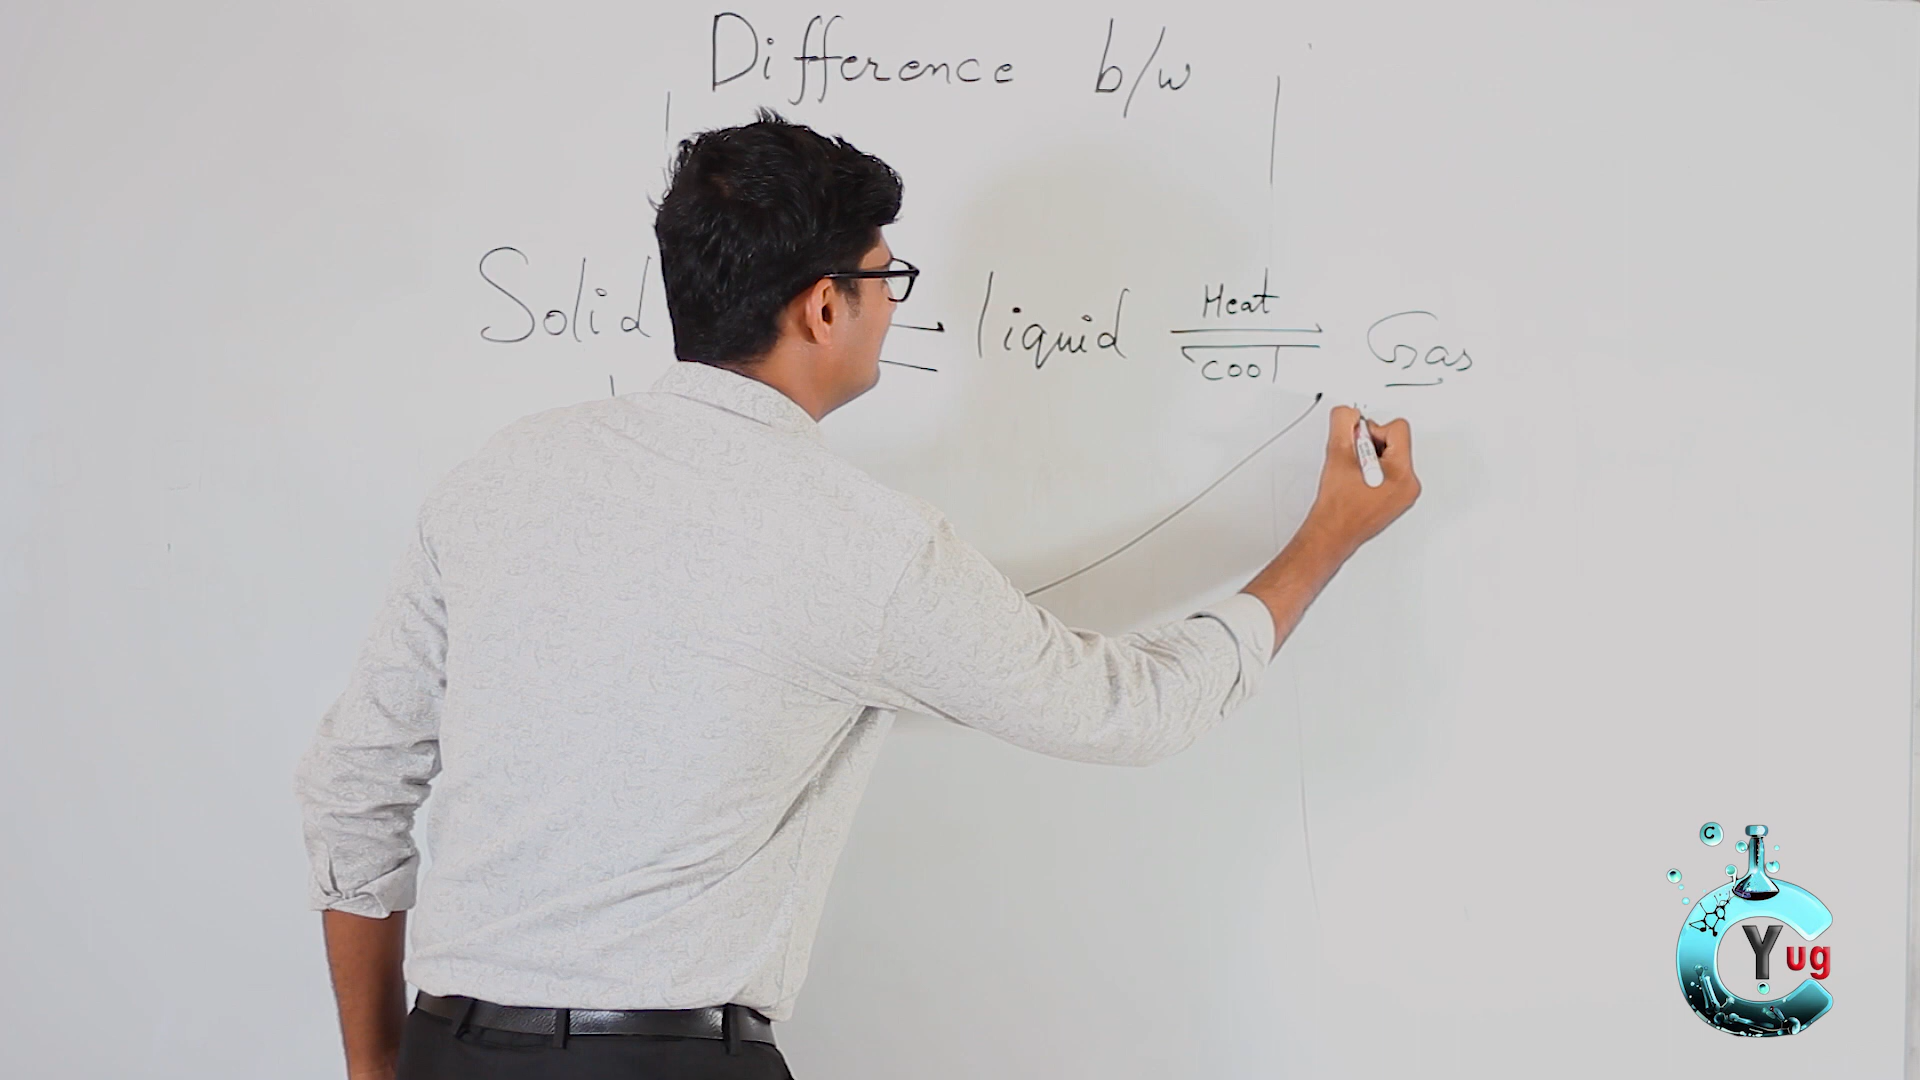 Difference b/w
Heat
Solid liquid Gas
cool
C
Yug